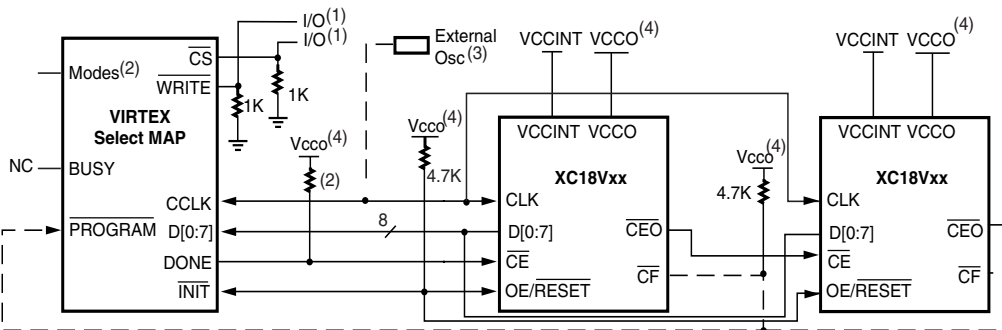 I/O(1)
I/O(1)
External
Osc(3)
VCCINT VCCO(4)
VCCINT VCCO(4)
CS
Modes(2)
WRITE
1K
1K
VIRTEX
Select MAP
Vcco(4)
VCCINT VCCO
VCCINT VCCO
Vcco(4)
Vcco(4)
NC
BUSY
(2)
4.7K
XC18Vxx
4.7K
XC18Vxx
CCLK
CLK
CLK
PROGRAM
D[0:7]
8
D[0:7]
CEO
D[0:7]
CEO
DONE
CE
CE
CF
CF
INIT
OE/RESET
OE/RESET